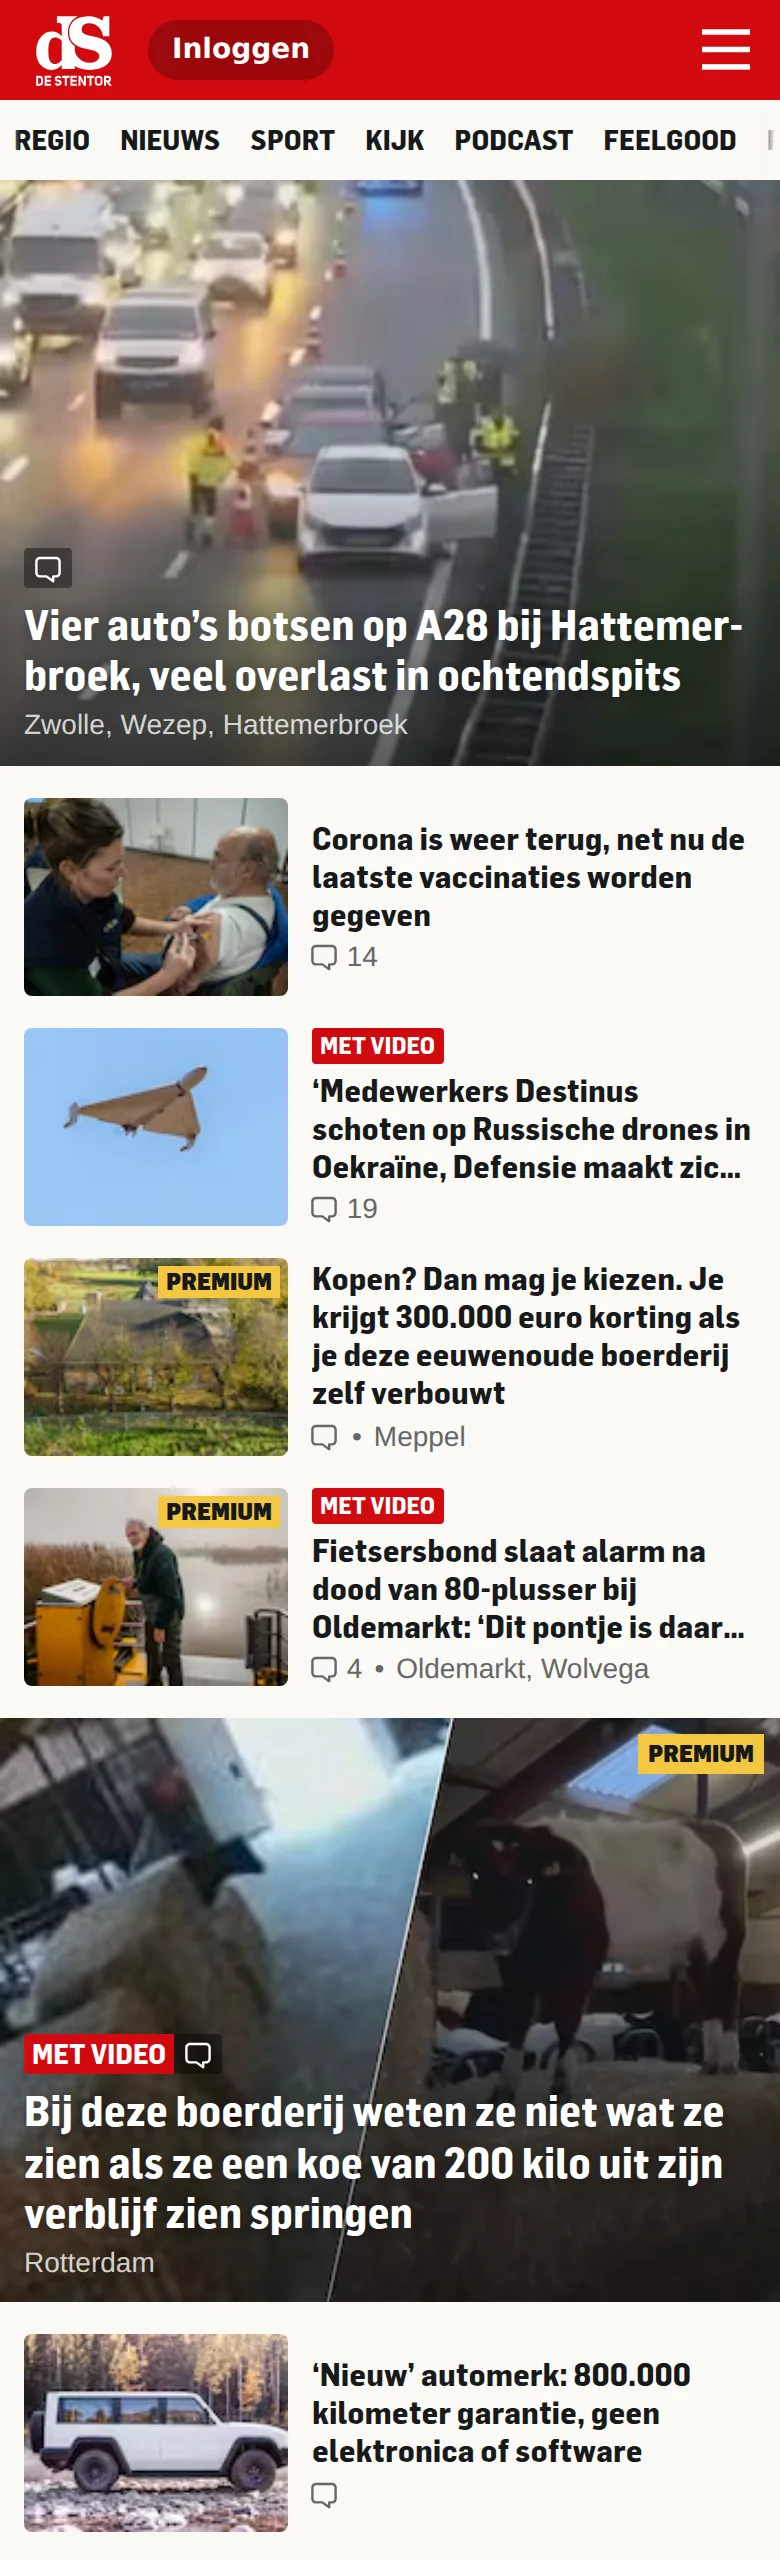 dS
DE STENTOR
Inloggen
REGIO NIEUWS SPORT KIJK PODCAST FEELGOOD
Vier auto’s botsen op A28 bij Hattemer-
broek, veel overlast in ochtendspits
Zwolle, Wezep, Hattemerbroek
Corona is weer terug, net nu de
laatste vaccinaties worden
gegeven
14
MET VIDEO
‘Medewerkers Destinus
schoten op Russische drones in
Oekraïne, Defensie maakt zic...
19
PREMIUM
Kopen? Dan mag je kiezen. Je
krijgt 300.000 euro korting als
je deze eeuwenoude boerderij
zelf verbouwt
• Meppel
PREMIUM
MET VIDEO
Fietsersbond slaat alarm na
dood van 80-plusser bij
Oldemarkt: ‘Dit pontje is daar...
4 • Oldemarkt, Wolvega
PREMIUM
MET VIDEO
Bij deze boerderij weten ze niet wat ze
zien als ze een koe van 200 kilo uit zijn
verblijf zien springen
Rotterdam
‘Nieuw’ automerk: 800.000
kilometer garantie, geen
elektronica of software